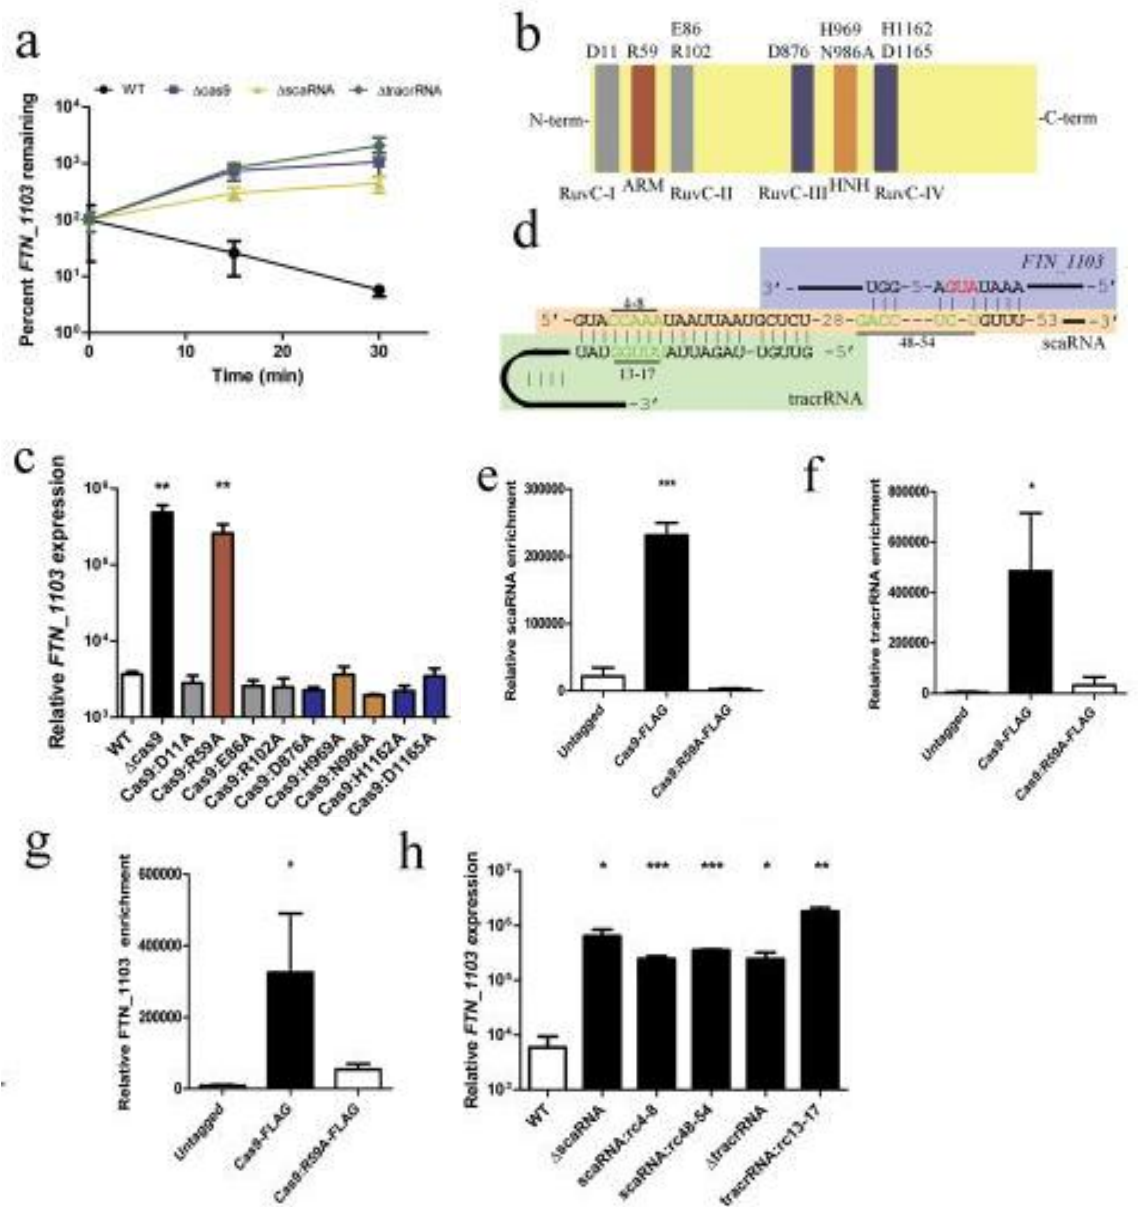 a
WT Δcas9 ΔscaRNA ΔtracrRNA
Percent FTN_1103 remaining
10⁴
10³
10²
10¹
10⁰
0 10 20 30
Time (min)
b
E86 H969 H1162
D11 R59 R102 D876 N986A D1165
N-term- -C-term
RuvC-I ARM RuvC-II RuvC-III HNH RuvC-IV
d
FTN_1103
3' UGG -5- AGUAUAAA -5'
4-8
5' -GUACCAAAUAAUUAAUGCUCU-28-GACC----UC-UGUUU-53 -3'
48-54
scaRNA
UAU AUUAGAU-UGUUG -5'
13-17
-3'
tracrRNA
c
Relative FTN_1103 expression
10⁴
10³
** **
WT
Δcas9
Cas9:D11A
Cas9:R59A
Cas9:E86A
Cas9:R102A
Cas9:D876A
Cas9:H969A
Cas9:N986A
Cas9:H1162A
Cas9:D1165A
e
Relative scaRNA enrichment
300000
200000
100000
0
***
Untagged
Cas9-FLAG
Cas9:R59A-FLAG
f
Relative tracrRNA enrichment
800000
600000
400000
200000
0
*
Untagged
Cas9-FLAG
Cas9:R59A-FLAG
g
Relative FTN_1103 enrichment
600000
400000
200000
0
*
Untagged
Cas9-FLAG
Cas9:R59A-FLAG
h
Relative FTN_1103 expression
10⁷
10⁶
10⁵
10⁴
10³
* *** *** * **
WT
ΔscaRNA
scaRNA:rc4-8
scaRNA:rc48-54
ΔtracrRNA
tracrRNA:rc13-17